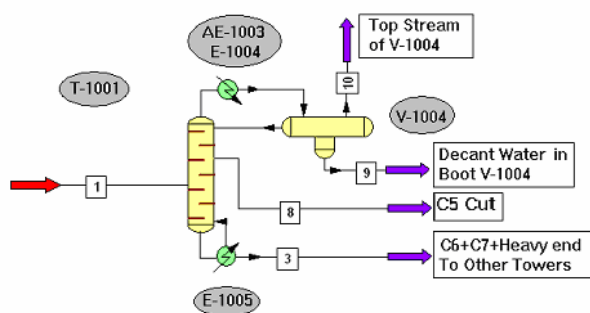 AE-1003
E-1004
Top Stream
of V-1004
T-1001
10
V-1004
Decant Water in
Boot V-1004
9
1
8
C5 Cut
3
C6+C7+Heavy end
To Other Towers
E-1005